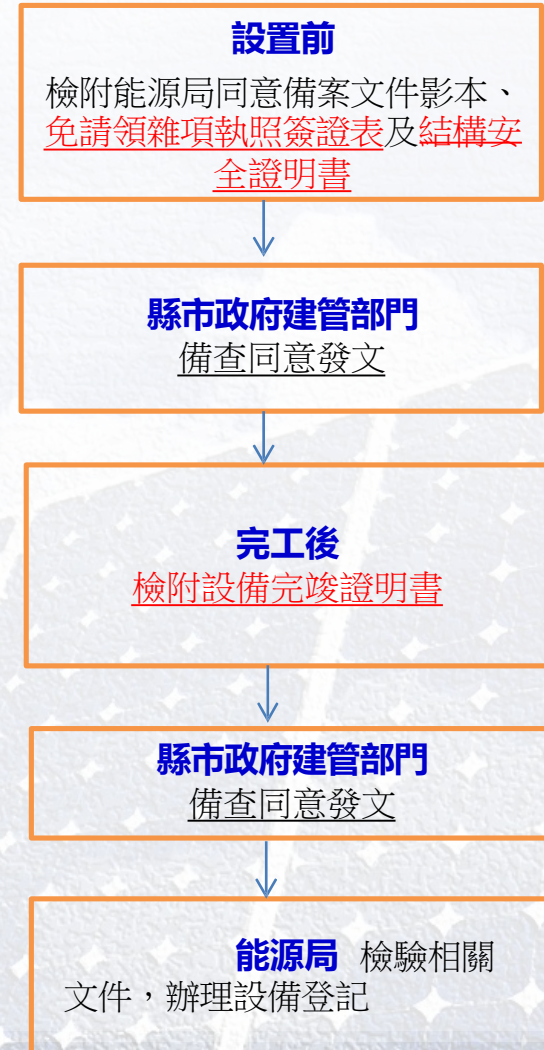 設置前
檢附能源局同意備案文件影本、
免請領雜項執照簽證表及結構安
全證明書
縣市政府建管部門
備查同意發文
完工後
檢附設備完竣證明書
縣市政府建管部門
備查同意發文
能源局 檢驗相關
文件，辦理設備登記